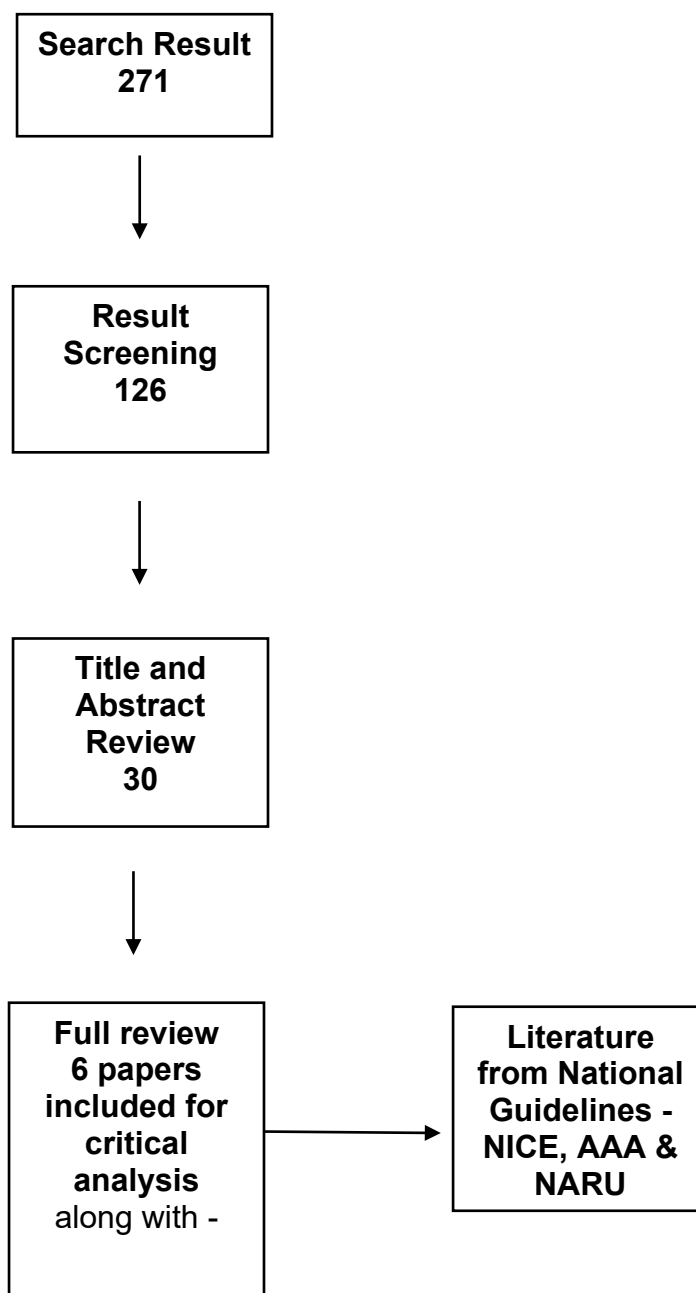 Search Result
271
Result
Screening
126
Title and
Abstract
Review
30
Full review
6 papers
included for
critical
analysis
along with -
Literature
from National
Guidelines -
NICE, AAA &
NARU